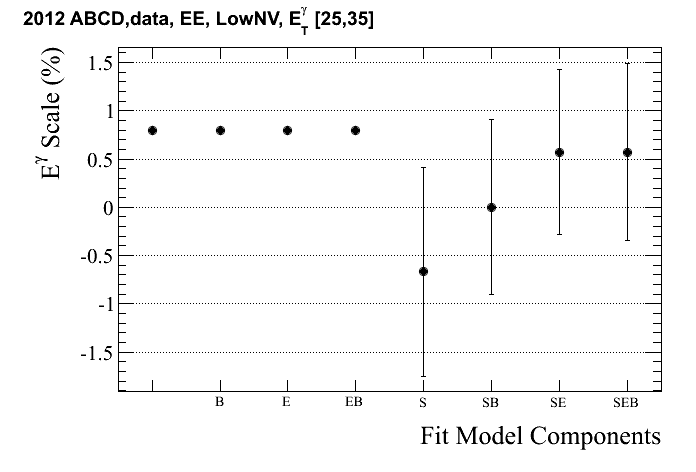 2012 ABCD,data, EE, LowNV, E_T^γ [25,35]
E^γ Scale (%)
1.5
1
0.5
0
-0.5
-1
-1.5
B E EB S SB SE SEB
Fit Model Components